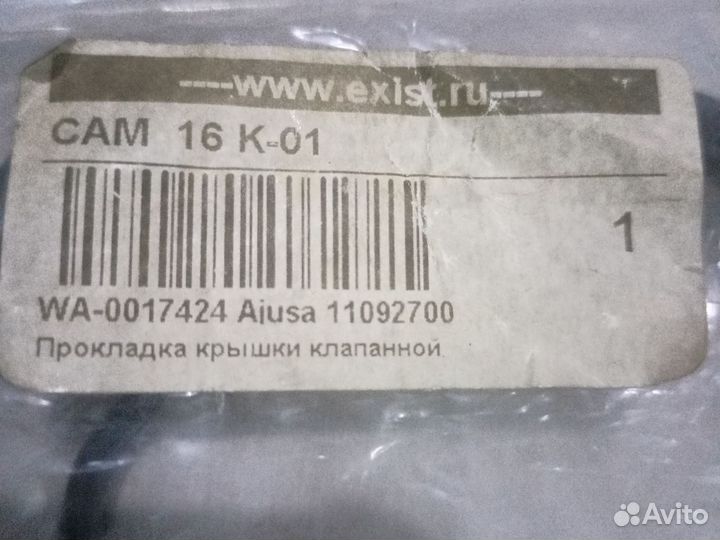 ----www.exist.ru----
CAM 16 K-01
1
WA-0017424 Ajusa 11092700
Прокладка крышки клапанной
Avito